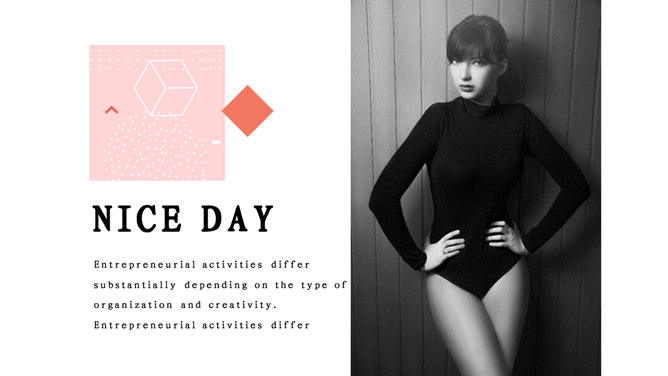 NICE DAY
Entrepreneurial activities differ
substantially depending on the type of
organization and creativity.
Entrepreneurial activities differ